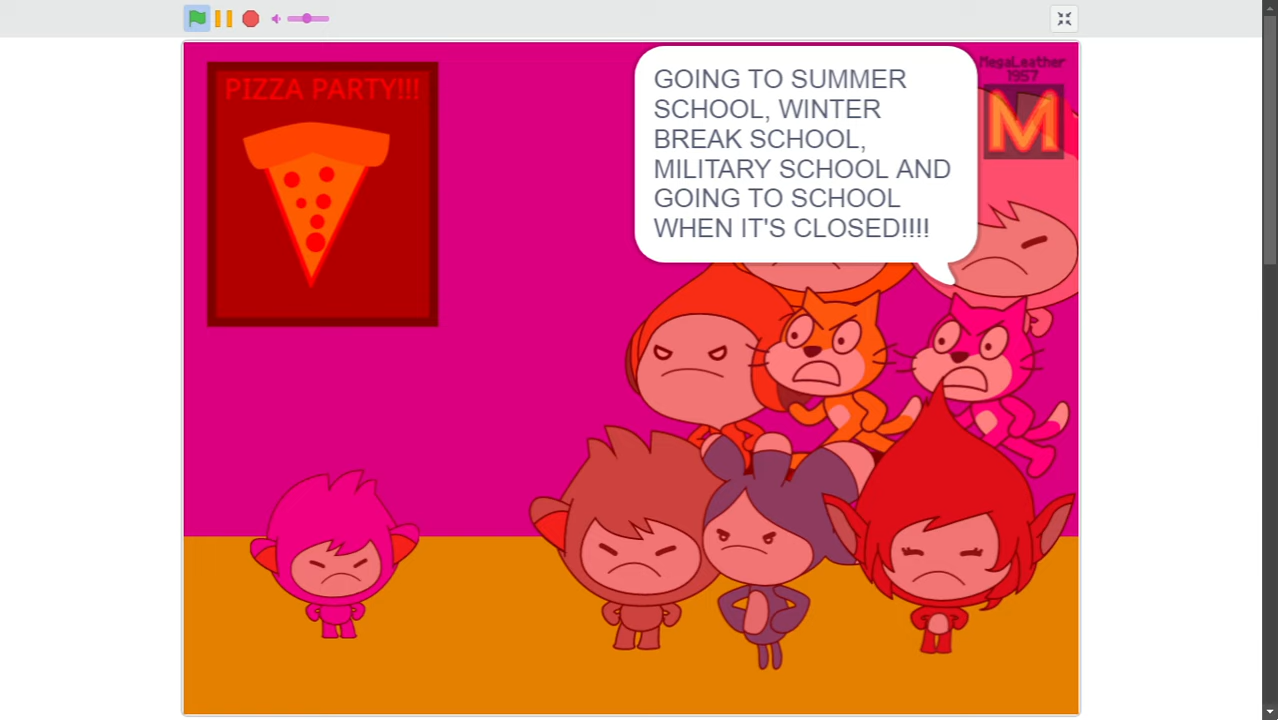 PIZZA PARTY!!!
GOING TO SUMMER
SCHOOL, WINTER
BREAK SCHOOL,
MILITARY SCHOOL AND
GOING TO SCHOOL
WHEN IT'S CLOSED!!!!
MegaLeather
1957
M